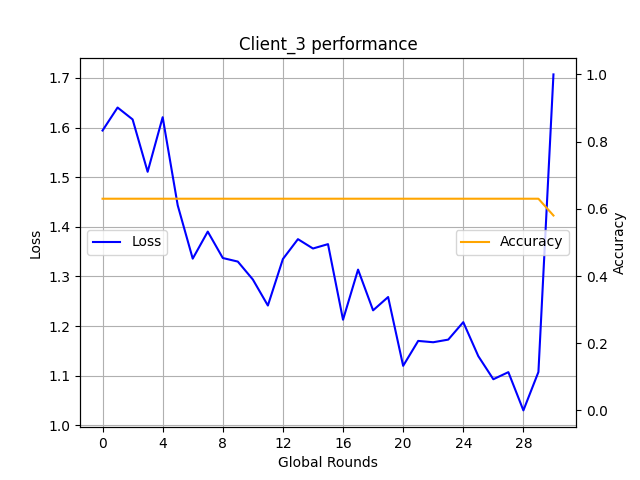 Client_3 performance
1.7
1.6
1.5
1.4
1.3
1.2
1.1
1.0
Loss
Loss
Accuracy
1.0
0.8
0.6
0.4
0.2
0.0
Accuracy
0 4 8 12 16 20 24 28
Global Rounds